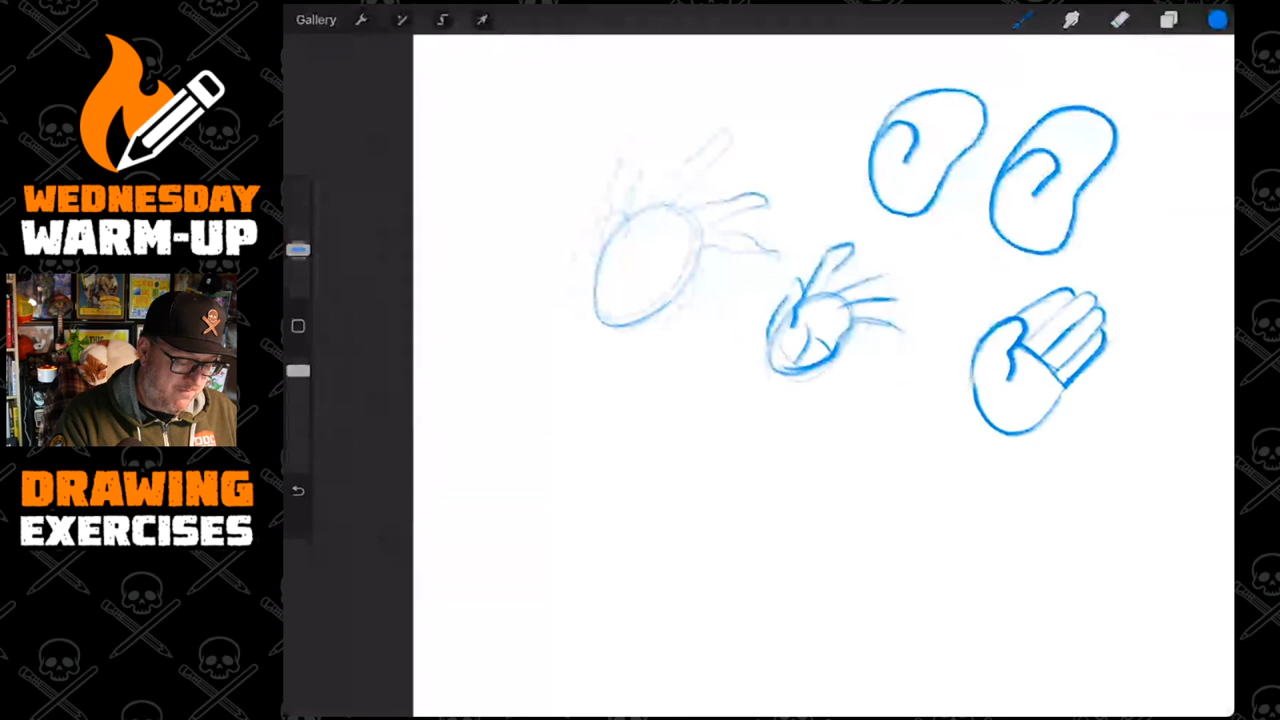 Gallery
WEDNESDAY
WARM-UP
DRAWING
EXERCISES